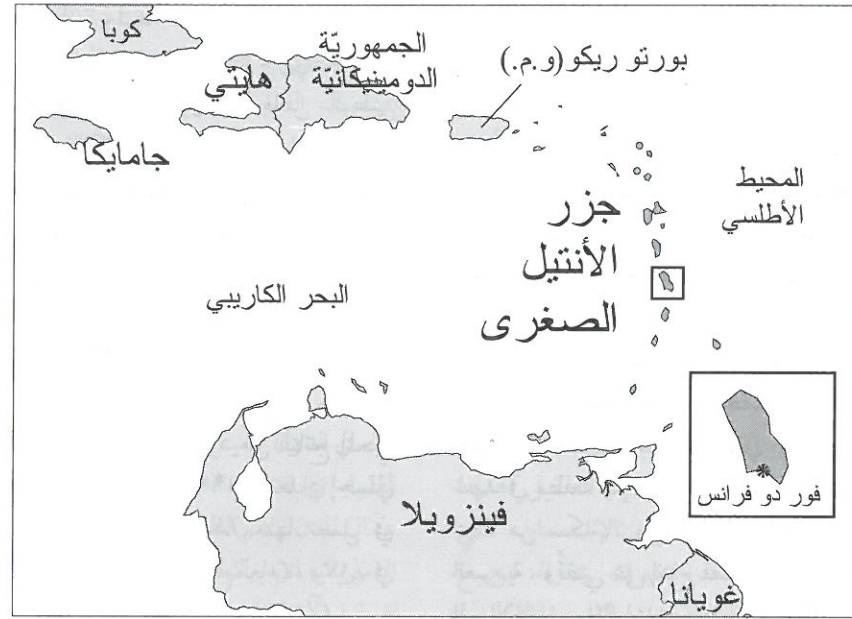 كوبا
الجمهوريّة
الدومينيكانيّة
هايتي
بورتو ريكو (و.م.)
جامايكا
المحيط
الأطلسي
جزر
الأنتيل
الصغرى
البحر الكاريبي
فور دو فرانس
فينزويلا
غويانا